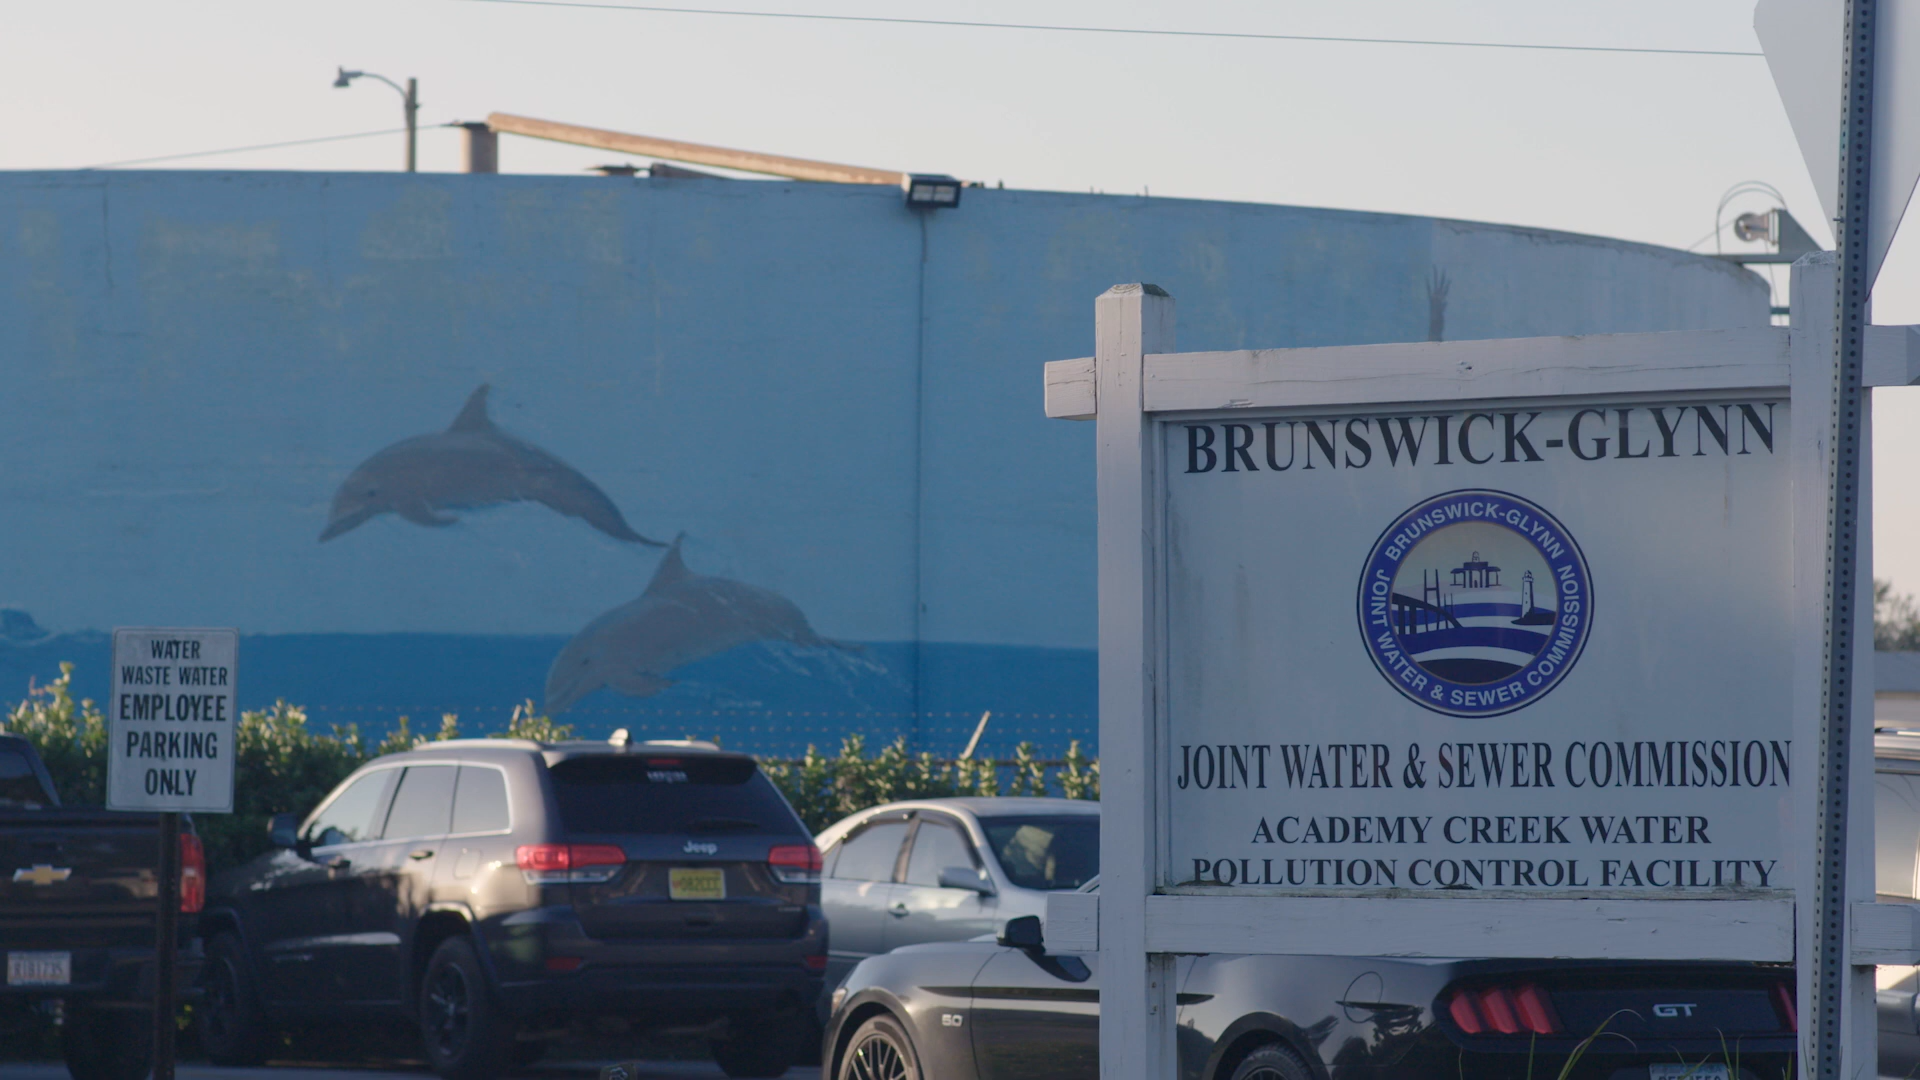 BRUNSWICK-GLYNN
BRUNSWICK-GLYNN
JOINT WATER & SEWER COMMISSION
JOINT WATER & SEWER COMMISSION
ACADEMY CREEK WATER
POLLUTION CONTROL FACILITY
WATER
WASTE WATER
EMPLOYEE
PARKING
ONLY
Jeep
5.0
GT